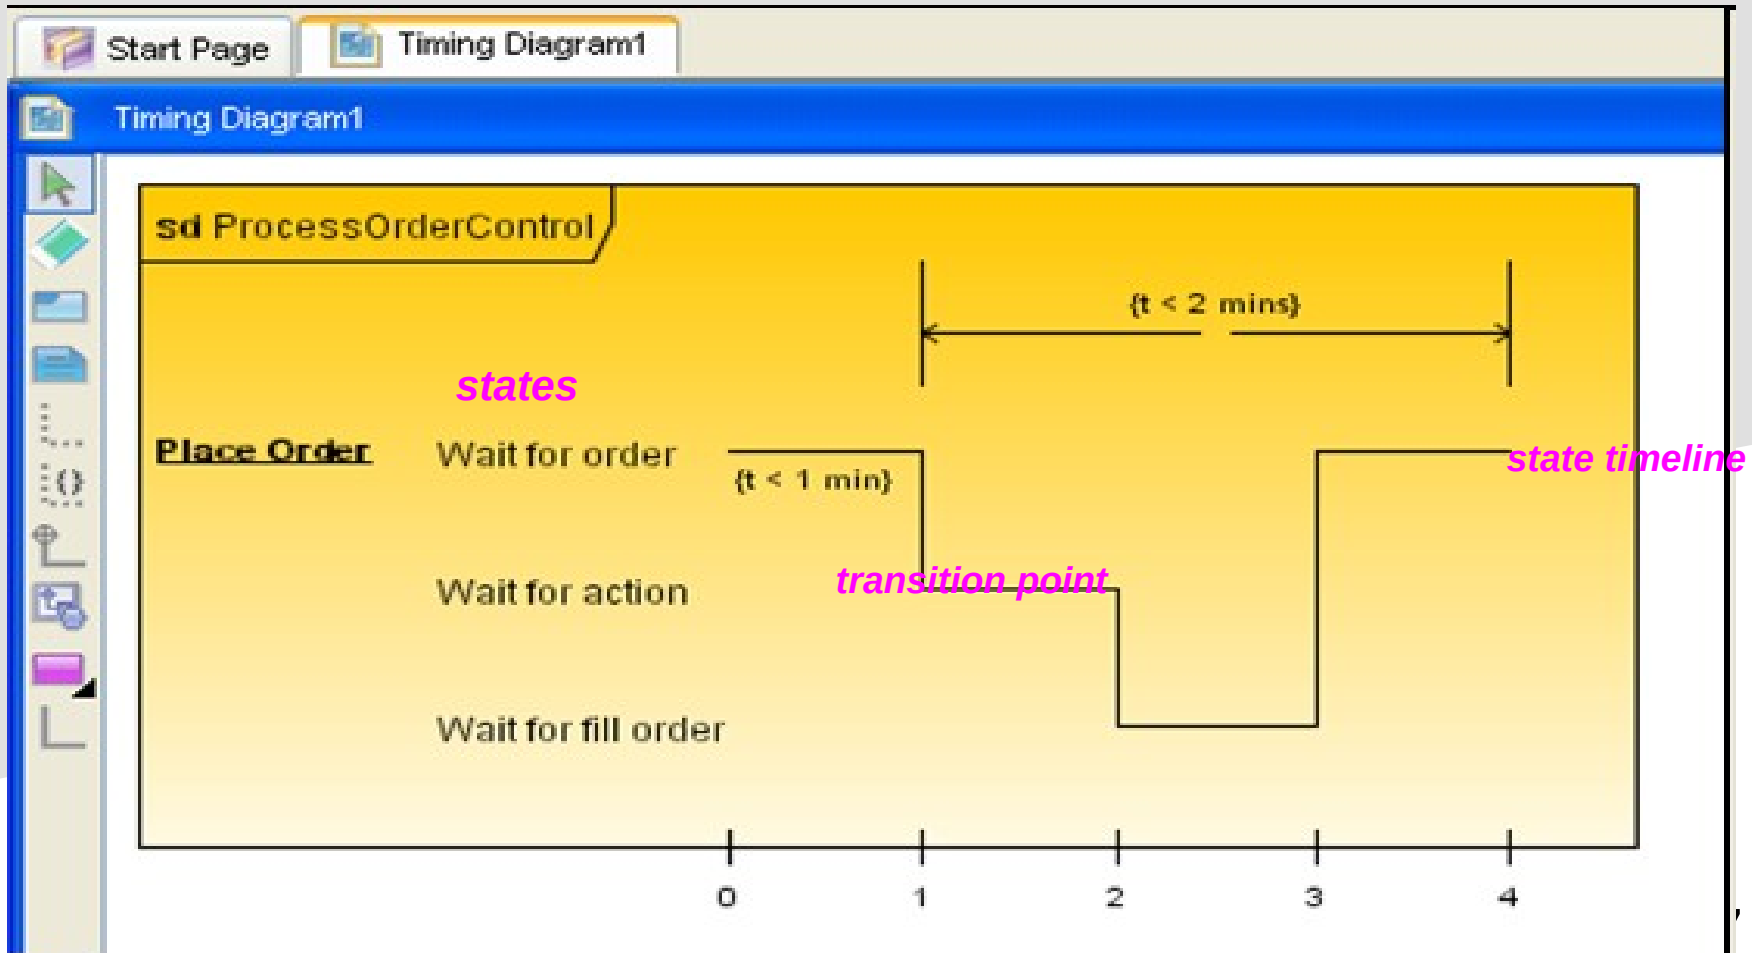 Start Page
Timing Diagram1
Timing Diagram1
sd ProcessOrderControl
{t < 2 mins}
states
Place Order
Wait for order
state timeline
{t < 1 min}
transition point
Wait for action
Wait for fill order
0 1 2 3 4